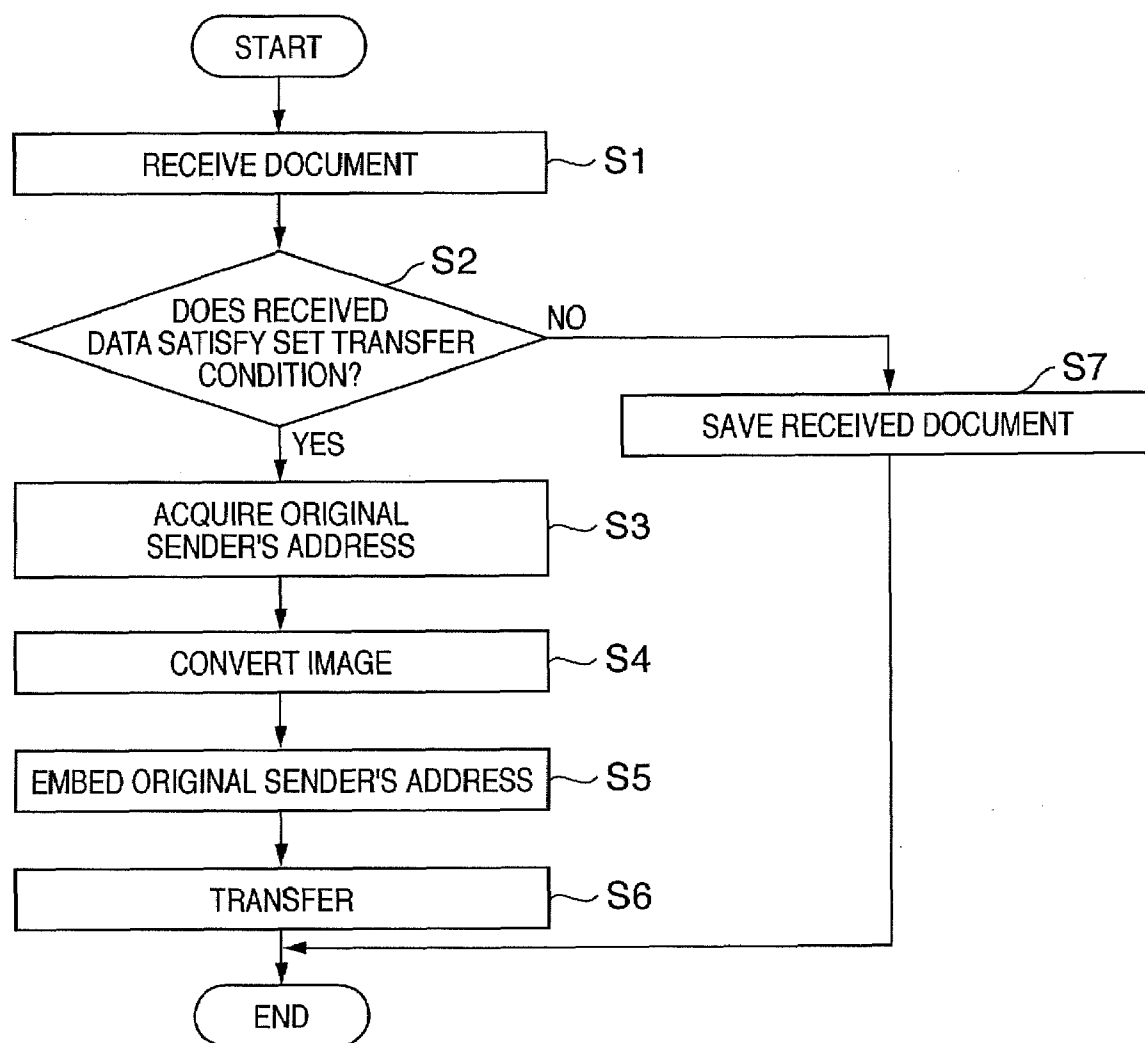 START
RECEIVE DOCUMENT
S1
S2
DOES RECEIVED
DATA SATISFY SET TRANSFER
CONDITION?
NO
YES
S7
SAVE RECEIVED DOCUMENT
ACQUIRE ORIGINAL
SENDER'S ADDRESS
S3
CONVERT IMAGE
S4
EMBED ORIGINAL SENDER'S ADDRESS
S5
TRANSFER
S6
END